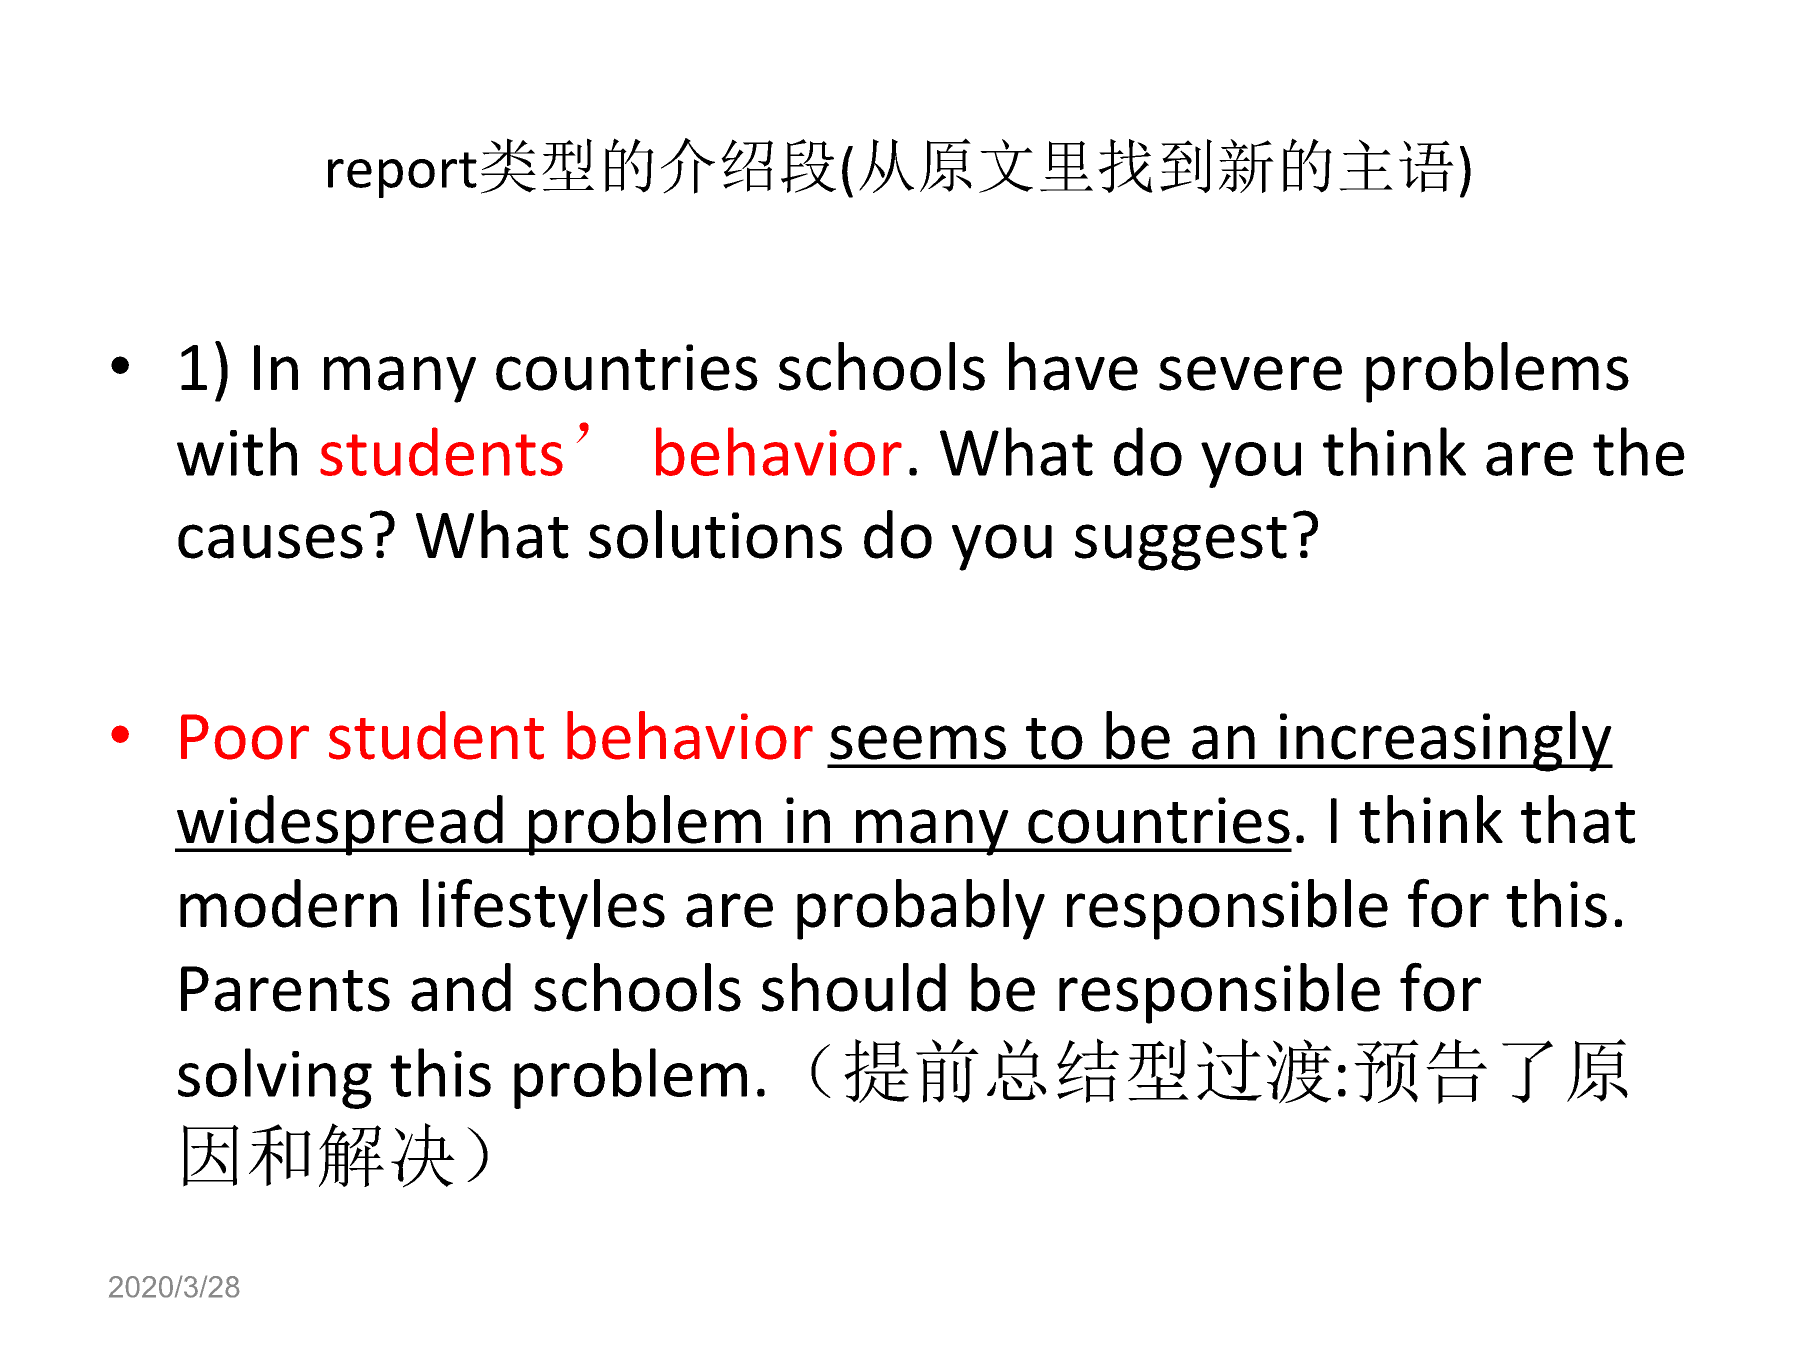 report类型的介绍段(从原文里找到新的主语)
• 1) In many countries schools have severe problems
with students’ behavior. What do you think are the
causes? What solutions do you suggest?
• Poor student behavior seems to be an increasingly
widespread problem in many countries. I think that
modern lifestyles are probably responsible for this.
Parents and schools should be responsible for
solving this problem.（提前总结型过渡:预告了原
因和解决）
2020/3/28